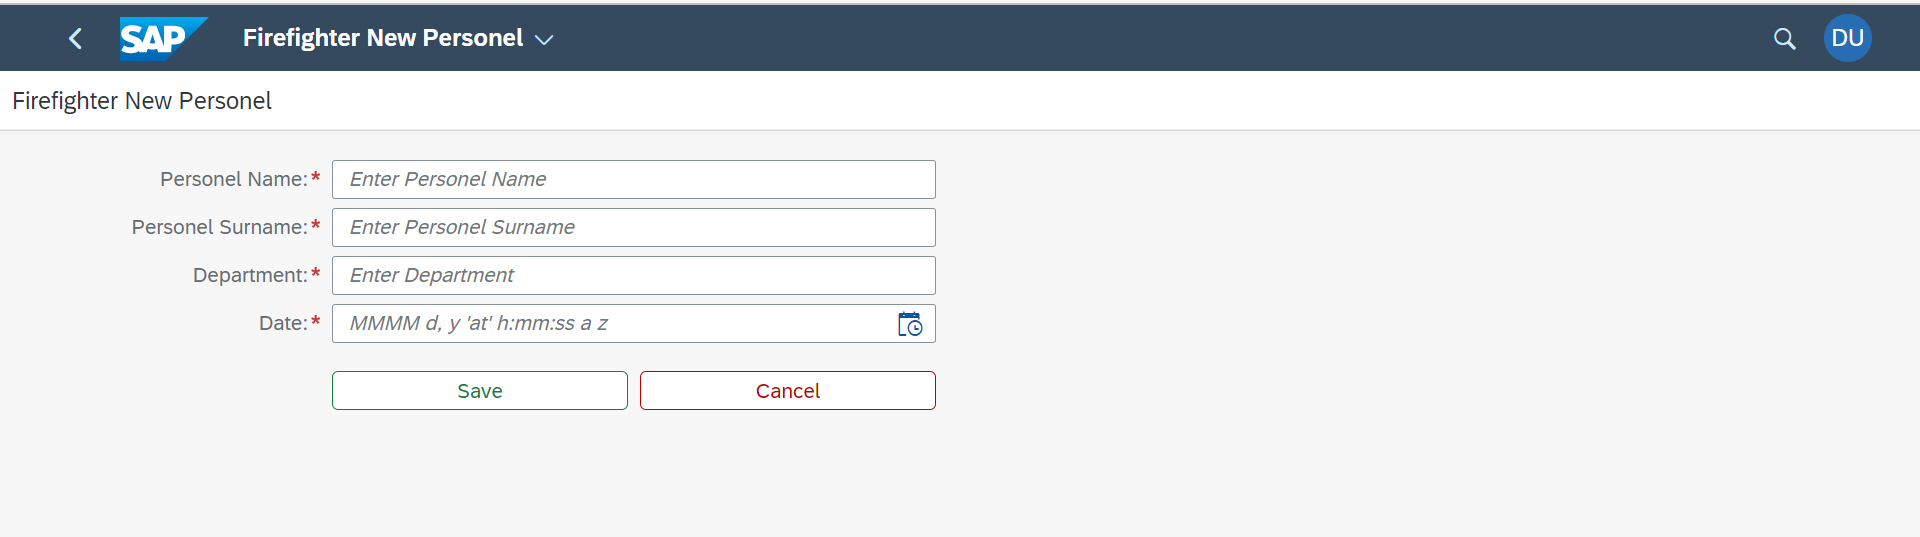 SAP Firefighter New Personel DU
Firefighter New Personel
Personel Name:* Enter Personel Name
Personel Surname:* Enter Personel Surname
Department:* Enter Department
Date:* MMMM d, y 'at' h:mm:ss a z
Save Cancel